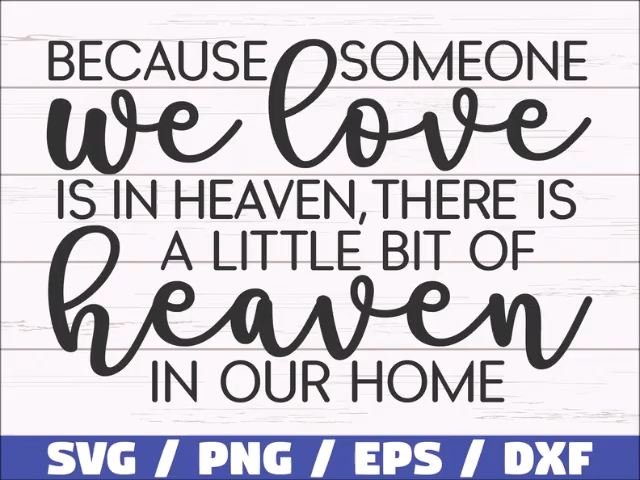 BECAUSE SOMEONE
we love
IS IN HEAVEN, THERE IS
A LITTLE BIT OF
heaven
IN OUR HOME
SVG / PNG / EPS / DXF